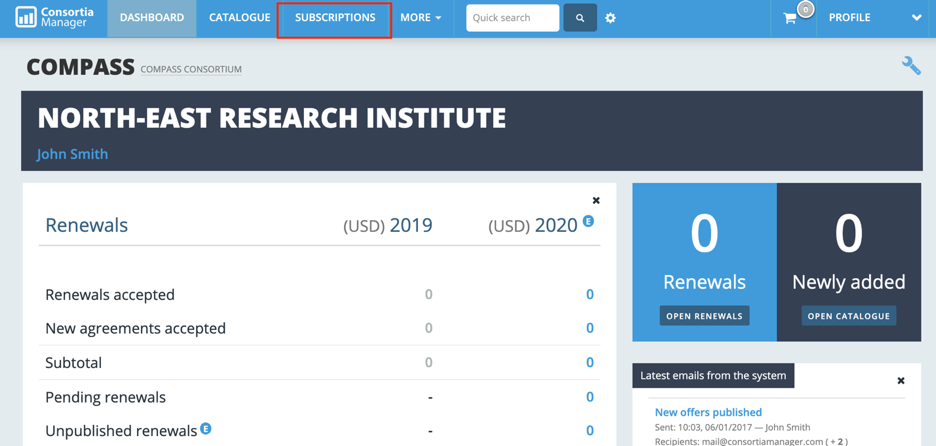 Consortia Manager DASHBOARD CATALOGUE SUBSCRIPTIONS MORE Quick search 0 PROFILE
COMPASS COMPASS CONSORTIUM
NORTH-EAST RESEARCH INSTITUTE
John Smith
Renewals (USD) 2019 (USD) 2020 E
Renewals accepted 0 0
New agreements accepted 0 0
Subtotal 0 0
Pending renewals - 0
Unpublished renewals E - 0
0
Renewals
OPEN RENEWALS
0
Newly added
OPEN CATALOGUE
Latest emails from the system
New offers published
Sent: 10:03, 06/01/2017 — John Smith
Recipients: mail@consortiamanager.com ( + 2 )